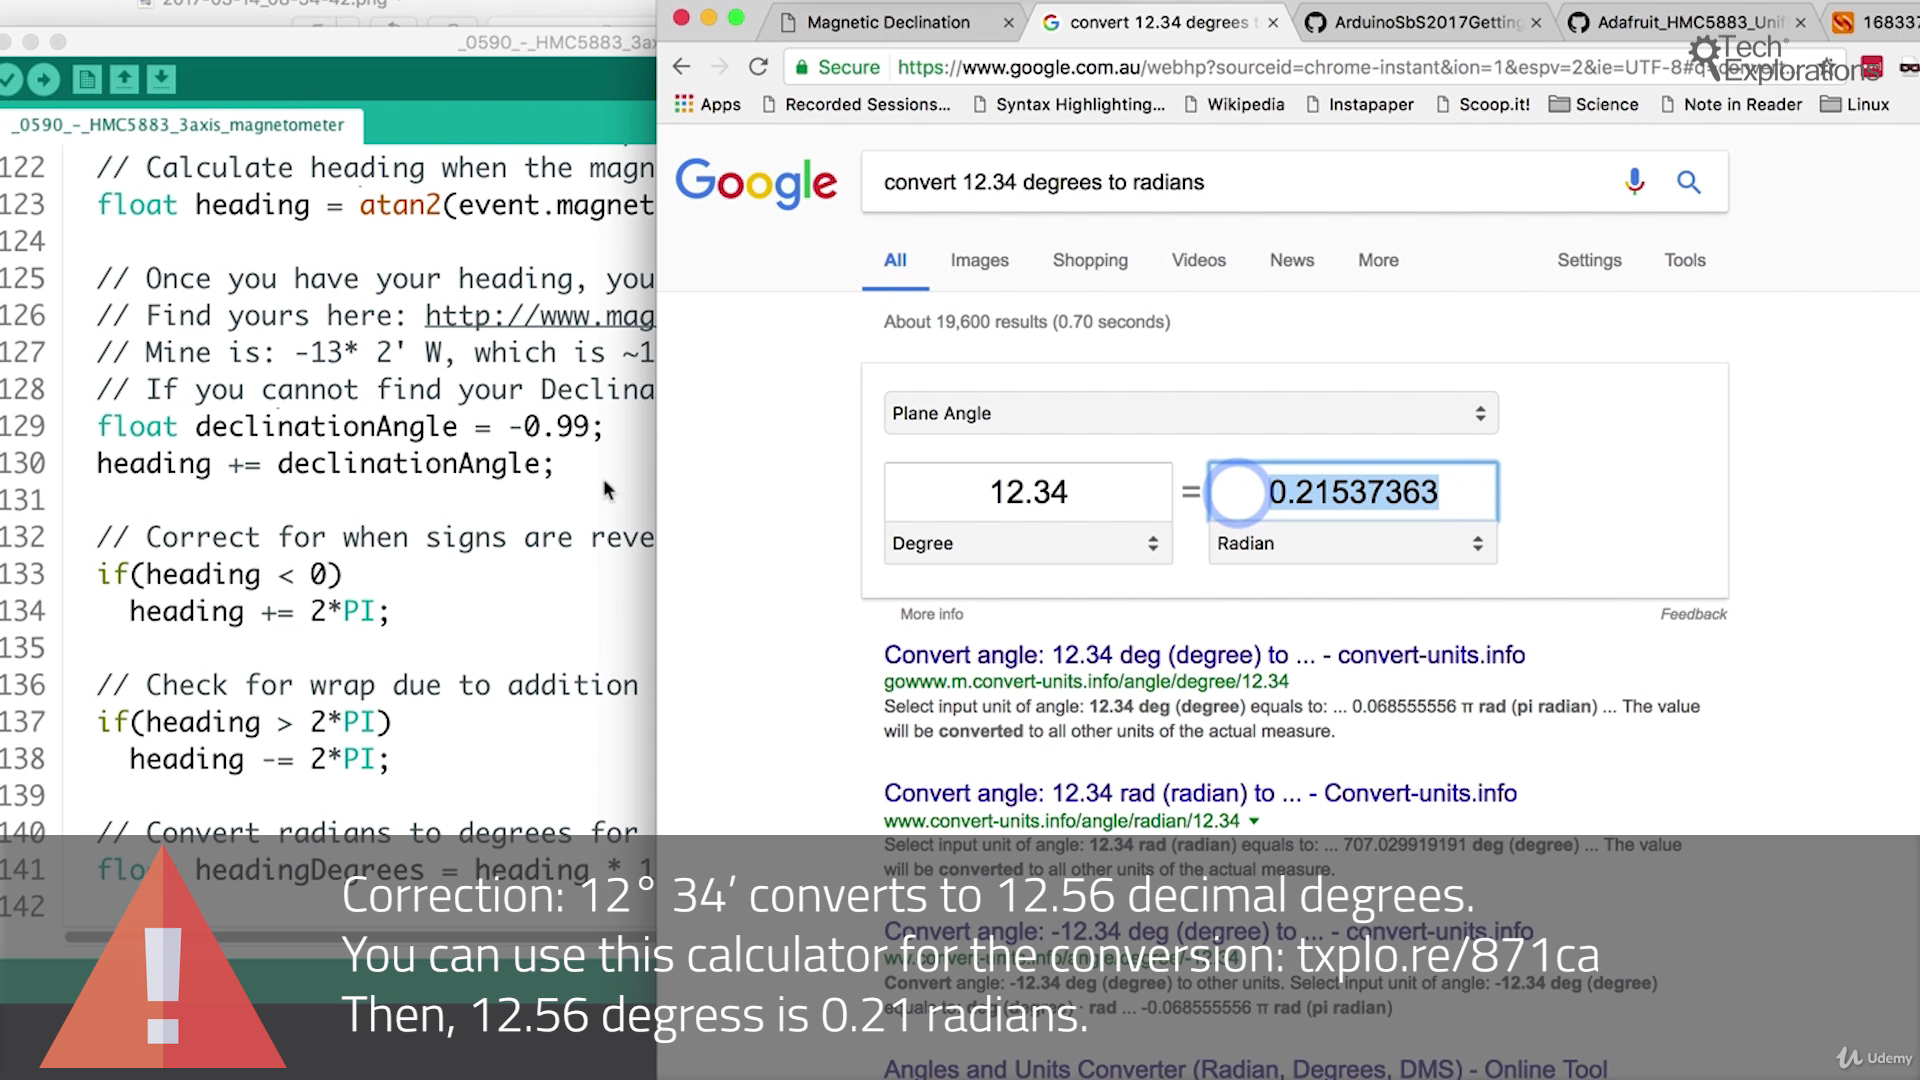 2017-03-14_08-34-42.png
_0590_-_HMC5883_3ax
_0590_-_HMC5883_3axis_magnetometer
122 // Calculate heading when the magn
123 float heading = atan2(event.magnet
124
125 // Once you have your heading, you
126 // Find yours here: http://www.mag
127 // Mine is: -13* 2' W, which is ~1
128 // If you cannot find your Declina
129 float declinationAngle = -0.99;
130 heading += declinationAngle;
131
132 // Correct for when signs are reve
133 if(heading < 0)
134 heading += 2*PI;
135
136 // Check for wrap due to addition
137 if(heading > 2*PI)
138 heading -= 2*PI;
139
140 // Convert radians to degrees for
141 float headingDegrees = heading * 1
142
Magnetic Declination
convert 12.34 degrees t
ArduinoSbS2017Getting
Adafruit_HMC5883_Unif
168337
Tech Explorations
Secure https://www.google.com.au/webhp?sourceid=chrome-instant&ion=1&espv=2&ie=UTF-8#q=
Apps Recorded Sessions... Syntax Highlighting... Wikipedia Instapaper Scoop.it! Science Note in Reader Linux
Google
convert 12.34 degrees to radians
All Images Shopping Videos News More Settings Tools
About 19,600 results (0.70 seconds)
Plane Angle
12.34 = 0.21537363
Degree Radian
More info Feedback
Convert angle: 12.34 deg (degree) to ... - convert-units.info
gowww.m.convert-units.info/angle/degree/12.34
Select input unit of angle: 12.34 deg (degree) equals to: ... 0.068555556 π rad (pi radian) ... The value
will be converted to all other units of the actual measure.
Convert angle: 12.34 rad (radian) to ... - Convert-units.info
www.convert-units.info/angle/radian/12.34
Select input unit of angle: 12.34 rad (radian) equals to: ... 707.029919191 deg (degree) ... The value
will be converted to all other units of the actual measure.
Convert angle: -12.34 deg (degree) to ... - convert-units.info
Convert angle: -12.34 deg (degree) to other units. Select input unit of angle: -12.34 deg (degree)
equals to: deg (degree) · rad ... -0.068555556 π rad (pi radian)
Angles and Units Converter (Radian, Degrees, DMS) - Online Tool
Correction: 12° 34’ converts to 12.56 decimal degrees.
You can use this calculator for the conversion: txplo.re/871ca
Then, 12.56 degress is 0.21 radians.
Udemy